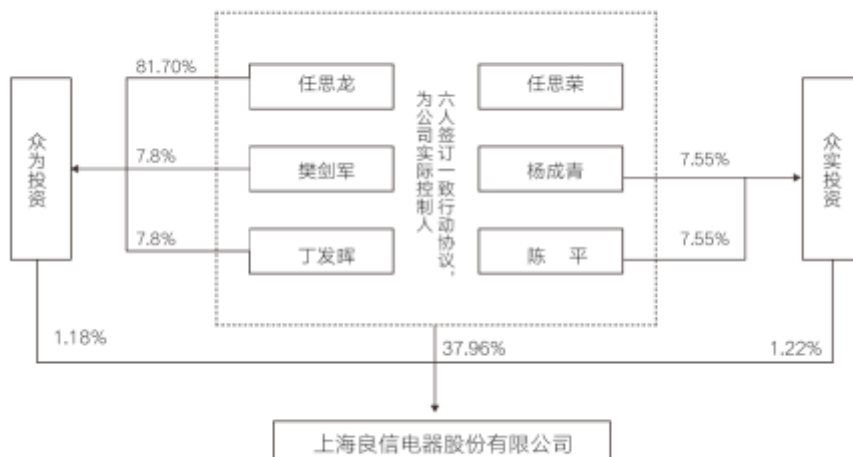 81.70%
任思龙
任思荣
众为投资
7.8%
樊剑军
六人签订一致行动协议，
为公司实际控制人
杨成青
7.55%
众实投资
7.8%
丁发晖
陈 平
7.55%
1.18%
37.96%
1.22%
上海良信电器股份有限公司